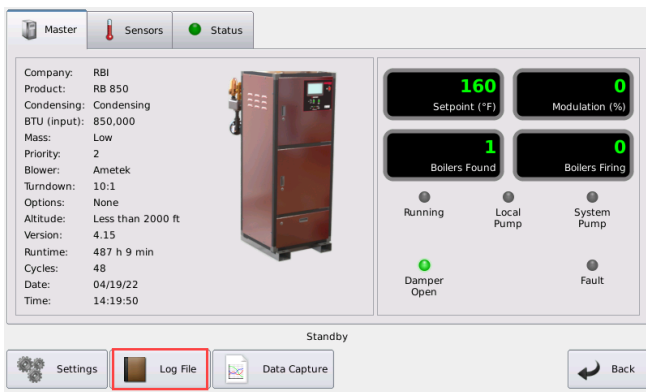 Master
Sensors
Status
Company: RBI
Product: RB 850
Condensing: Condensing
BTU (input): 850,000
Mass: Low
Priority: 2
Blower: Ametek
Turndown: 10:1
Options: None
Altitude: Less than 2000 ft
Version: 4.15
Runtime: 487 h 9 min
Cycles: 48
Date: 04/19/22
Time: 14:19:50
160
Setpoint (°F)
0
Modulation (%)
1
Boilers Found
0
Boilers Firing
Running
Local
Pump
System
Pump
Damper
Open
Fault
Standby
Settings
Log File
Data Capture
Back